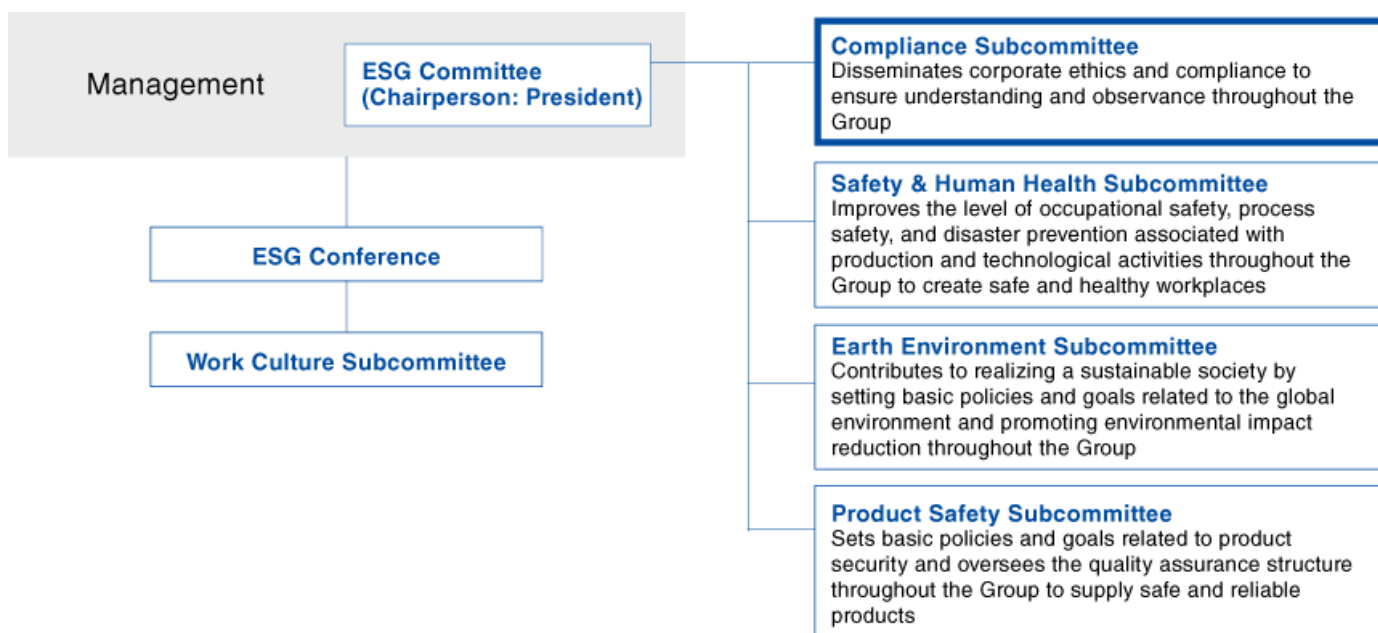 Management
ESG Committee
(Chairperson: President)
ESG Conference
Work Culture Subcommittee
Compliance Subcommittee
Disseminates corporate ethics and compliance to
ensure understanding and observance throughout the
Group
Safety & Human Health Subcommittee
Improves the level of occupational safety, process
safety, and disaster prevention associated with
production and technological activities throughout the
Group to create safe and healthy workplaces
Earth Environment Subcommittee
Contributes to realizing a sustainable society by
setting basic policies and goals related to the global
environment and promoting environmental impact
reduction throughout the Group
Product Safety Subcommittee
Sets basic policies and goals related to product
security and oversees the quality assurance structure
throughout the Group to supply safe and reliable
products